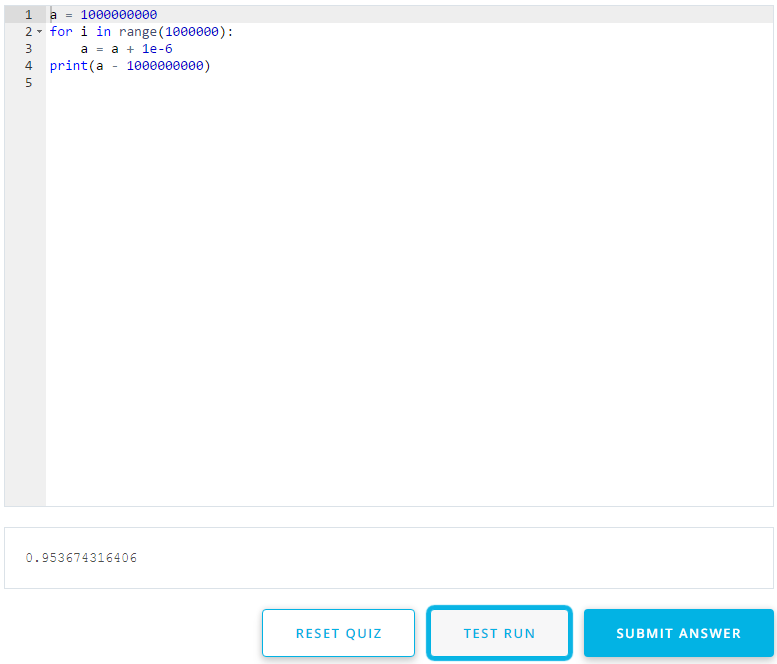 1 a = 1000000000
2 for i in range(1000000):
3     a = a + 1e-6
4 print(a - 1000000000)
5
0.953674316406
RESET QUIZ TEST RUN SUBMIT ANSWER